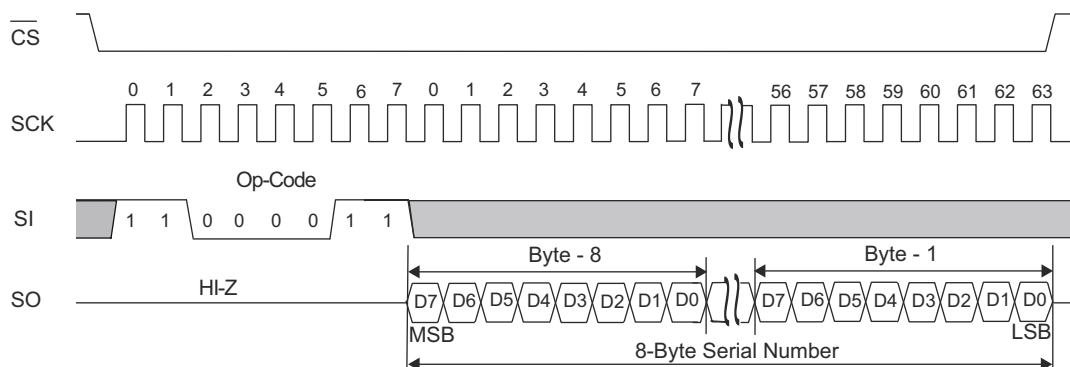 CS
0 1 2 3 4 5 6 7 0 1 2 3 4 5 6 7 56 57 58 59 60 61 62 63
SCK
Op-Code
SI 1 1 0 0 0 0 1 1
Byte - 8 Byte - 1
HI-Z
SO D7 D6 D5 D4 D3 D2 D1 D0 D7 D6 D5 D4 D3 D2 D1 D0
MSB LSB
8-Byte Serial Number